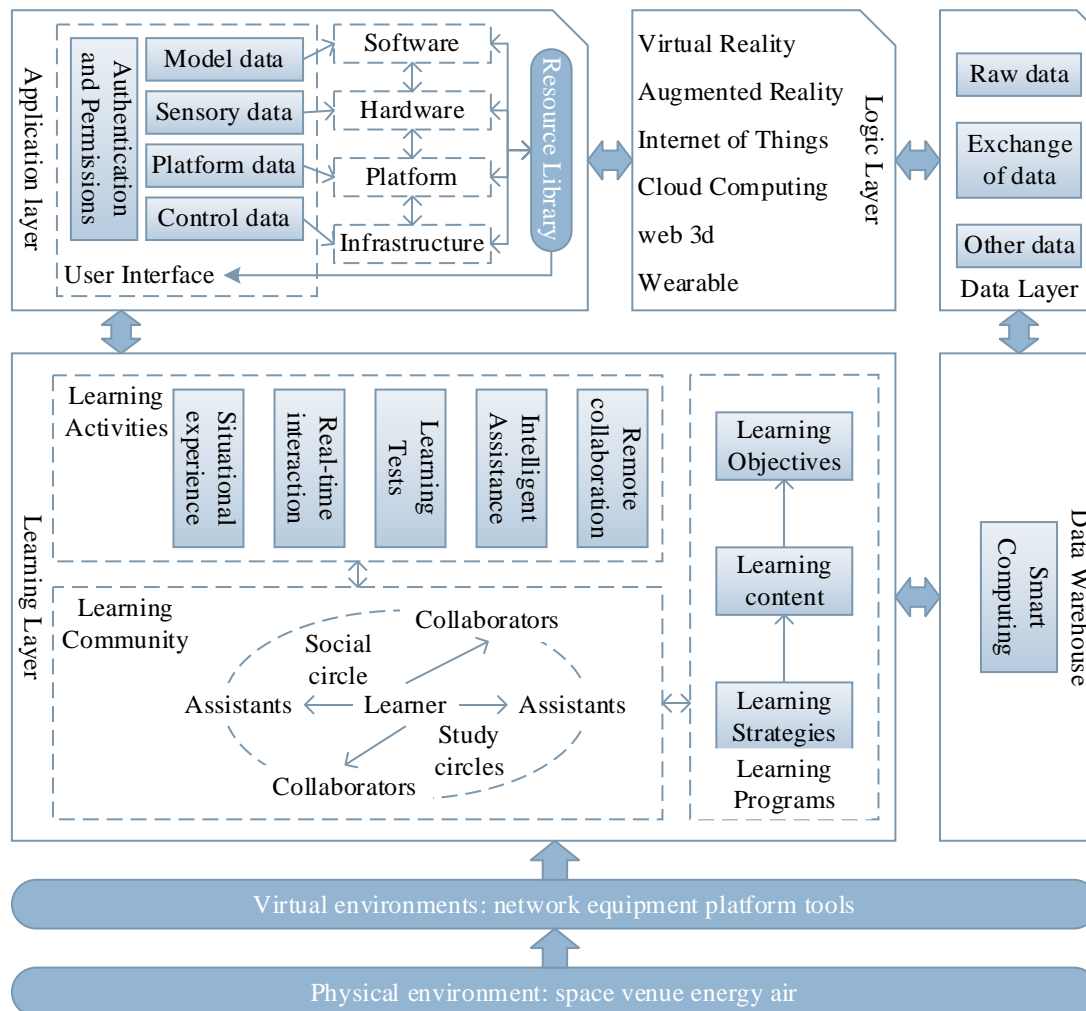 Application layer
Authentication
and Permissions
Model data
Sensory data
Platform data
Control data
User Interface
Software
Hardware
Platform
Infrastructure
Resource Library
Virtual Reality
Augmented Reality
Internet of Things
Cloud Computing
web 3d
Wearable
Logic Layer
Raw data
Exchange
of data
Other data
Data Layer
Learning Layer
Learning
Activities
Situational
experience
Real-time
interaction
Learning
Tests
Intelligent
Assistance
Remote
collaboration
Learning
Community
Social
circle
Collaborators
Assistants
Learner
Assistants
Study
circles
Collaborators
Learning
Objectives
Learning
content
Learning
Strategies
Learning
Programs
Smart
Computing
Data Warehouse
Virtual environments: network equipment platform tools
Physical environment: space venue energy air